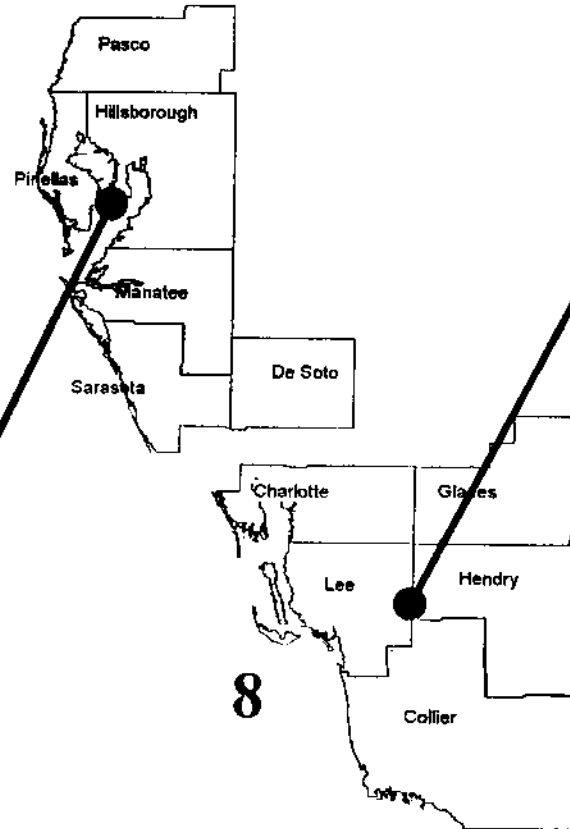 Pasco
Hillsborough
Pinellas
Manatee
Sarasota
De Soto
Charlotte
Glades
Lee
Hendry
8
Collier